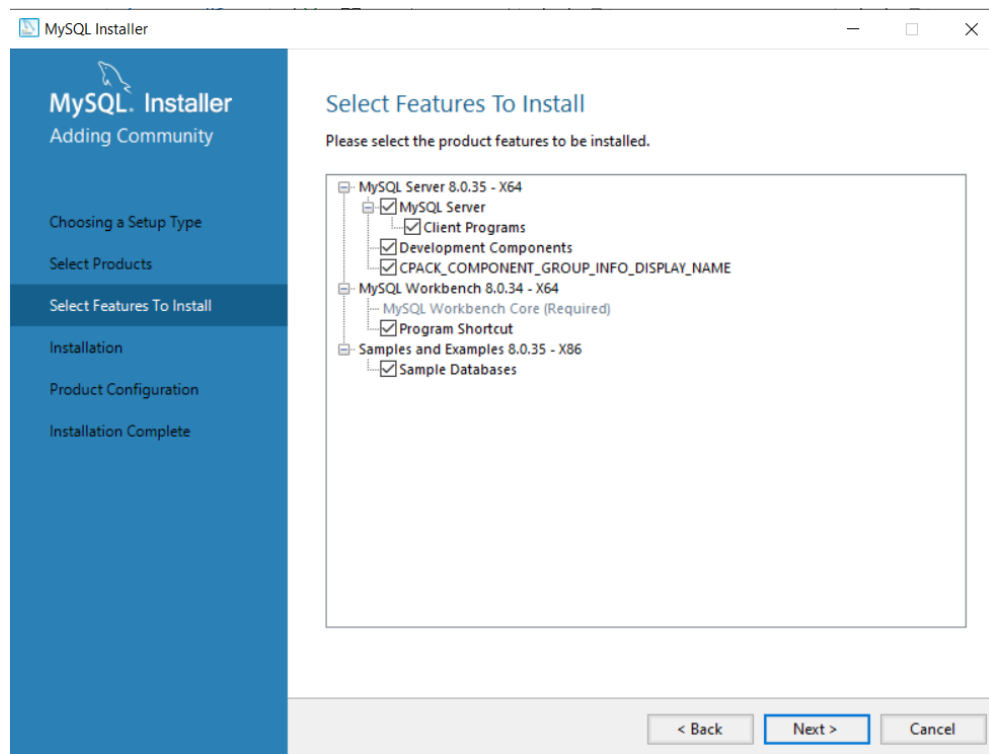 MySQL Installer
MySQL. Installer
Adding Community
Choosing a Setup Type
Select Products
Select Features To Install
Installation
Product Configuration
Installation Complete
Select Features To Install
Please select the product features to be installed.
MySQL Server 8.0.35 - X64
MySQL Server
Client Programs
Development Components
CPACK_COMPONENT_GROUP_INFO_DISPLAY_NAME
MySQL Workbench 8.0.34 - X64
MySQL Workbench Core (Required)
Program Shortcut
Samples and Examples 8.0.35 - X86
Sample Databases
< Back
Next >
Cancel